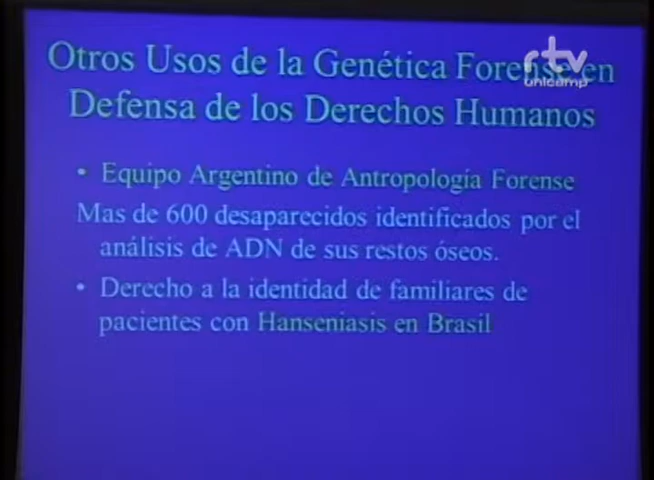 Otros Usos de la Genética Forense en
Defensa de los Derechos Humanos
rtv
unicamp
• Equipo Argentino de Antropología Forense
Mas de 600 desaparecidos identificados por el
análisis de ADN de sus restos óseos.
• Derecho a la identidad de familiares de
pacientes con Hanseniasis en Brasil